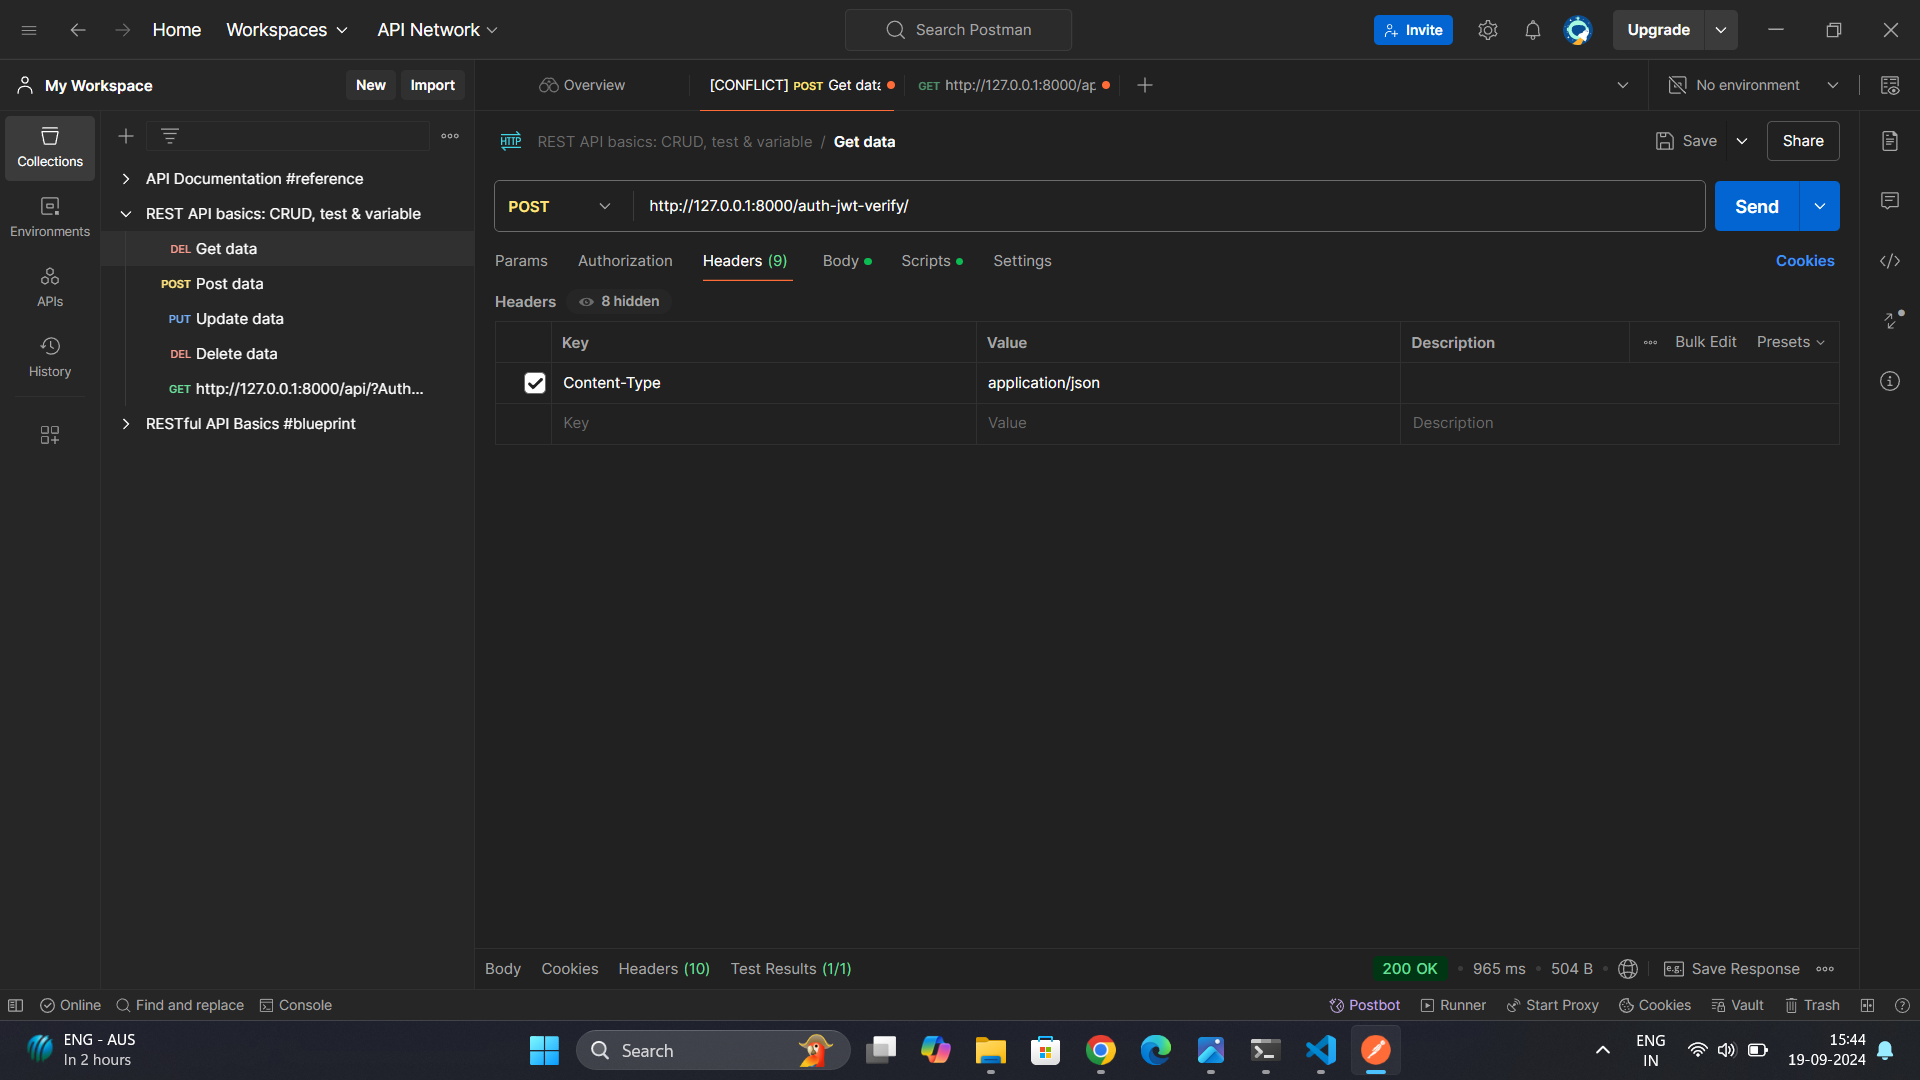 Home
Workspaces
API Network
Search Postman
Invite
Upgrade
My Workspace
New
Import
Overview
[CONFLICT] POST Get data
GET http://127.0.0.1:8000/ap
No environment
Collections
Environments
APIs
History
API Documentation #reference
REST API basics: CRUD, test & variable
DEL Get data
POST Post data
PUT Update data
DEL Delete data
GET http://127.0.0.1:8000/api/?Auth...
RESTful API Basics #blueprint
HTTP REST API basics: CRUD, test & variable / Get data
Save
Share
POST
http://127.0.0.1:8000/auth-jwt-verify/
Send
Params
Authorization
Headers (9)
Body
Scripts
Settings
Cookies
Headers
8 hidden
Key
Value
Description
Bulk Edit
Presets
Content-Type
application/json
Key
Value
Description
Body
Cookies
Headers (10)
Test Results (1/1)
200 OK
965 ms
504 B
e.g. Save Response
Online
Find and replace
Console
Postbot
Runner
Start Proxy
Cookies
Vault
Trash
ENG - AUS
In 2 hours
Search
ENG
IN
15:44
19-09-2024